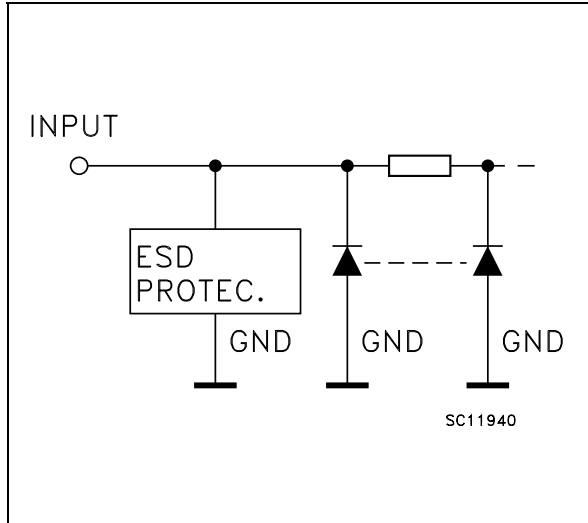 INPUT
ESD
PROTEC.
GND
GND
GND
SC11940